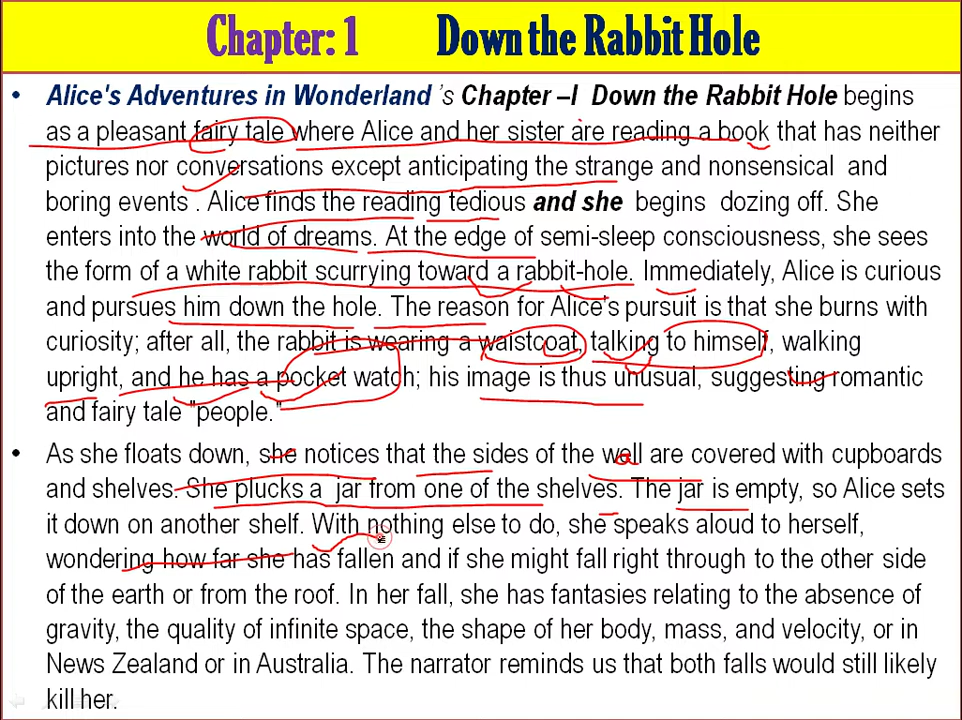 Chapter: 1 Down the Rabbit Hole
• Alice's Adventures in Wonderland 's Chapter –I Down the Rabbit Hole begins
as a pleasant fairy tale where Alice and her sister are reading a book that has neither
pictures nor conversations except anticipating the strange and nonsensical and
boring events . Alice finds the reading tedious and she begins dozing off. She
enters into the world of dreams. At the edge of semi-sleep consciousness, she sees
the form of a white rabbit scurrying toward a rabbit-hole. Immediately, Alice is curious
and pursues him down the hole. The reason for Alice's pursuit is that she burns with
curiosity; after all, the rabbit is wearing a waistcoat, talking to himself, walking
upright, and he has a pocket watch; his image is thus unusual, suggesting romantic
and fairy tale "people."
• As she floats down, she notices that the sides of the wall are covered with cupboards
and shelves. She plucks a jar from one of the shelves. The jar is empty, so Alice sets
it down on another shelf. With nothing else to do, she speaks aloud to herself,
wondering how far she has fallen and if she might fall right through to the other side
of the earth or from the roof. In her fall, she has fantasies relating to the absence of
gravity, the quality of infinite space, the shape of her body, mass, and velocity, or in
News Zealand or in Australia. The narrator reminds us that both falls would still likely
kill her.